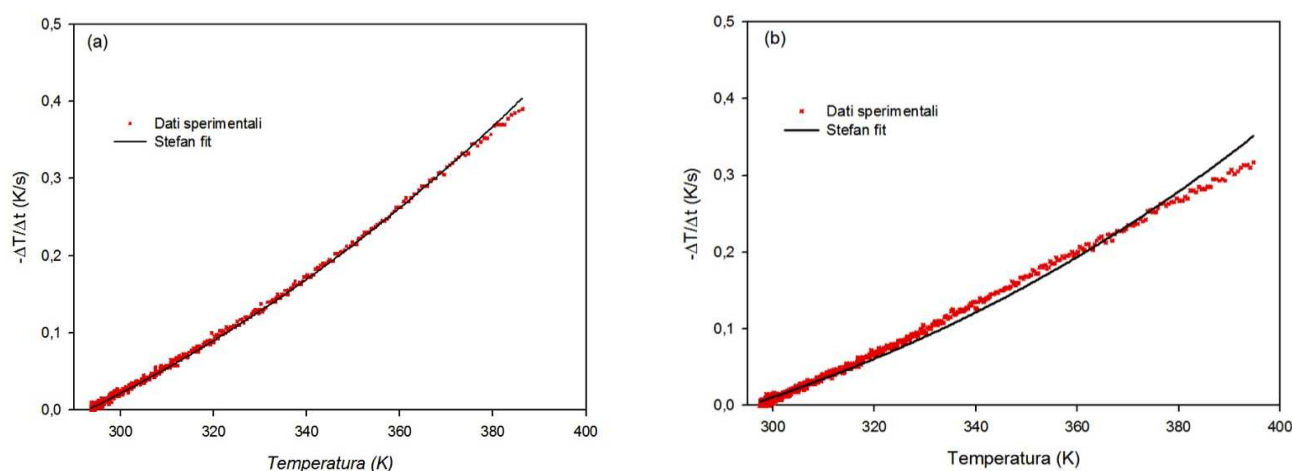 (a)
-ΔT/Δt (K/s)
0,5
0,4
0,3
0,2
0,1
0,0
Dati sperimentali
Stefan fit
300 320 340 360 380 400
Temperatura (K)
(b)
-ΔT/Δt (K/s)
0,5
0,4
0,3
0,2
0,1
0,0
Dati sperimentali
Stefan fit
300 320 340 360 380 400
Temperatura (K)